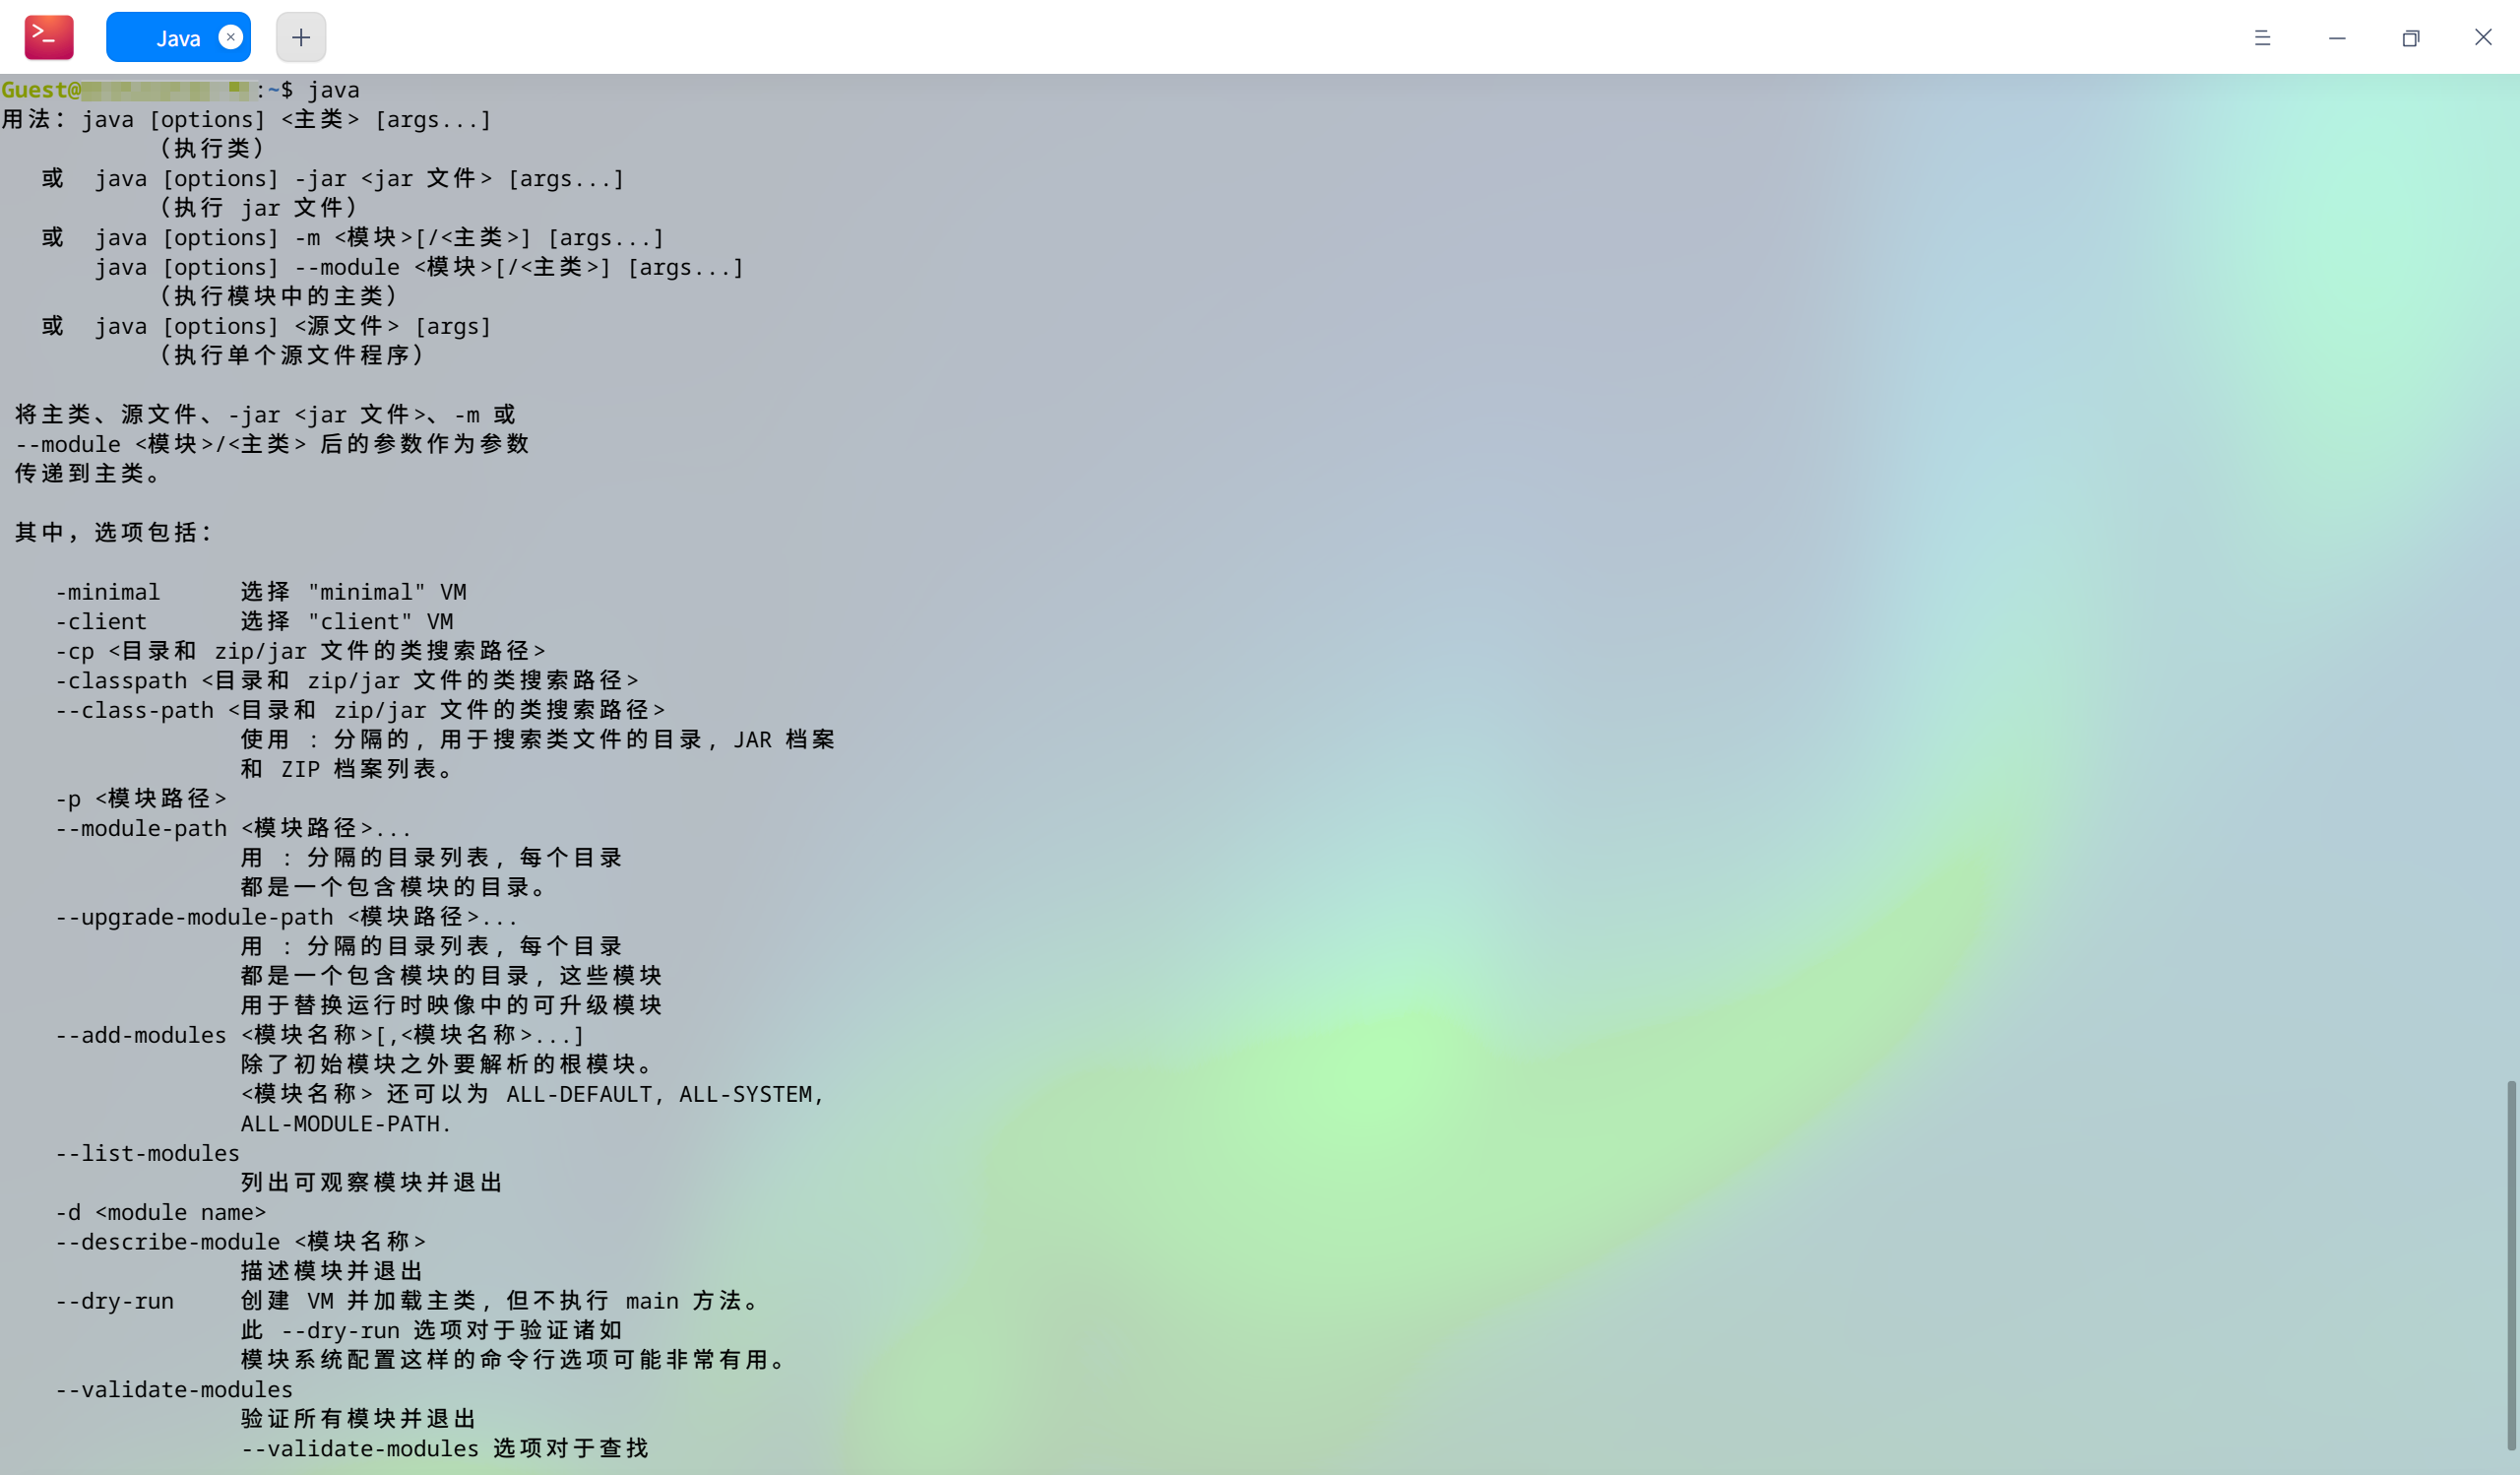 Java
Guest@:~$ java
用法：java [options] <主类> [args...]
（执行类）
或  java [options] -jar <jar 文件> [args...]
（执行 jar 文件）
或  java [options] -m <模块>[/<主类>] [args...]
java [options] --module <模块>[/<主类>] [args...]
（执行模块中的主类）
或  java [options] <源文件> [args]
（执行单个源文件程序）
将主类、源文件、-jar <jar 文件>、-m 或
--module <模块>/<主类> 后的参数作为参数
传递到主类。
其中，选项包括：
-minimal      选择 "minimal" VM
-client       选择 "client" VM
-cp <目录和 zip/jar 文件的类搜索路径>
-classpath <目录和 zip/jar 文件的类搜索路径>
--class-path <目录和 zip/jar 文件的类搜索路径>
使用 : 分隔的, 用于搜索类文件的目录, JAR 档案
和 ZIP 档案列表。
-p <模块路径>
--module-path <模块路径>...
用 : 分隔的目录列表, 每个目录
都是一个包含模块的目录。
--upgrade-module-path <模块路径>...
用 : 分隔的目录列表, 每个目录
都是一个包含模块的目录, 这些模块
用于替换运行时映像中的可升级模块
--add-modules <模块名称>[,<模块名称>...]
除了初始模块之外要解析的根模块。
<模块名称> 还可以为 ALL-DEFAULT, ALL-SYSTEM,
ALL-MODULE-PATH.
--list-modules
列出可观察模块并退出
-d <module name>
--describe-module <模块名称>
描述模块并退出
--dry-run     创建 VM 并加载主类, 但不执行 main 方法。
此 --dry-run 选项对于验证诸如
模块系统配置这样的命令行选项可能非常有用。
--validate-modules
验证所有模块并退出
--validate-modules 选项对于查找